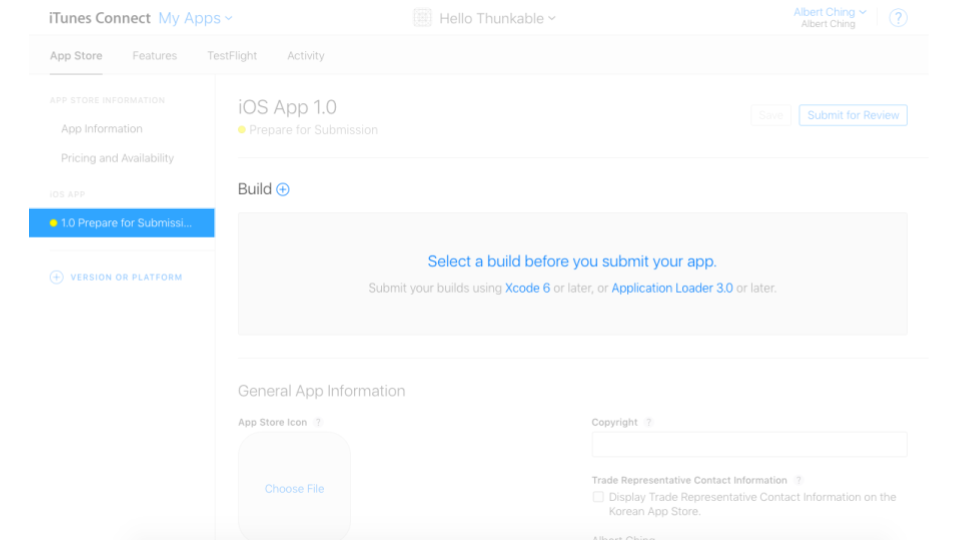 iTunes Connect My Apps
Hello Thunkable
Albert Ching
Albert Ching
?
App Store Features TestFlight Activity
APP STORE INFORMATION
App Information
Pricing and Availability
iOS APP
1.0 Prepare for Submissi...
VERSION OR PLATFORM
iOS App 1.0
Prepare for Submission
Save Submit for Review
Build
Select a build before you submit your app.
Submit your builds using Xcode 6 or later, or Application Loader 3.0 or later.
General App Information
App Store Icon ?
Choose File
Copyright ?
Trade Representative Contact Information ?
Display Trade Representative Contact Information on the
Korean App Store.
Albert Ching